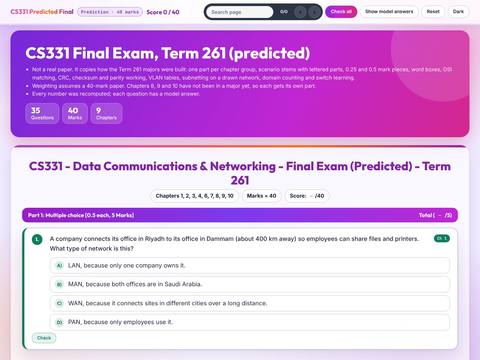 CS331 Predicted Final
Prediction · 40 marks
Score 0 / 40
Search page
0/0
Check all
Show model answers
Reset
Dark
CS331 Final Exam, Term 261 (predicted)
• Not a real paper. It copies how the Term 261 majors were built: one part per chapter group, scenario stems with lettered parts, 0.25 and 0.5 mark pieces, word boxes, DSI
matching, CRC, checksum and parity working, VLAN tables, subnetting on a drawn network, domain counting and switch learning.
• Weighting assumes a 40-mark paper. Chapters 8, 9 and 10 have not been in a major yet, so each gets its own part.
• Every number was recomputed; each question has a model answer.
35
Questions
40
Marks
9
Chapters
CS331 - Data Communications & Networking - Final Exam (Predicted) - Term
261
Chapters 1, 2, 3, 4, 6, 7, 8, 9, 10
Marks = 40
Score: – /40
Part 1: Multiple choice [0.5 each, 5 Marks]
Total ( – /5)
1.
A company connects its office in Riyadh to its office in Dammam (about 400 km away) so employees can share files and printers.
What type of network is this?
Ch 1
A) LAN, because only one company owns it.
B) MAN, because both offices are in Saudi Arabia.
C) WAN, because it connects sites in different cities over a long distance.
D) PAN, because only employees use it.
Check